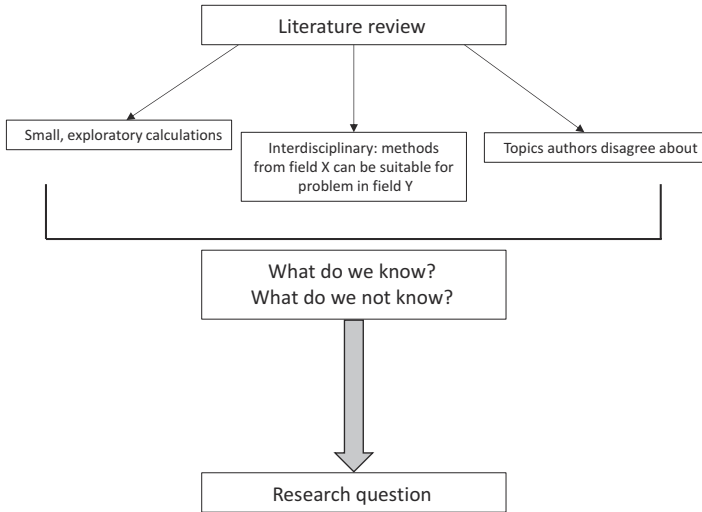 Literature review
Small, exploratory calculations
Interdisciplinary: methods
from field X can be suitable for
problem in field Y
Topics authors disagree about
What do we know?
What do we not know?
Research question